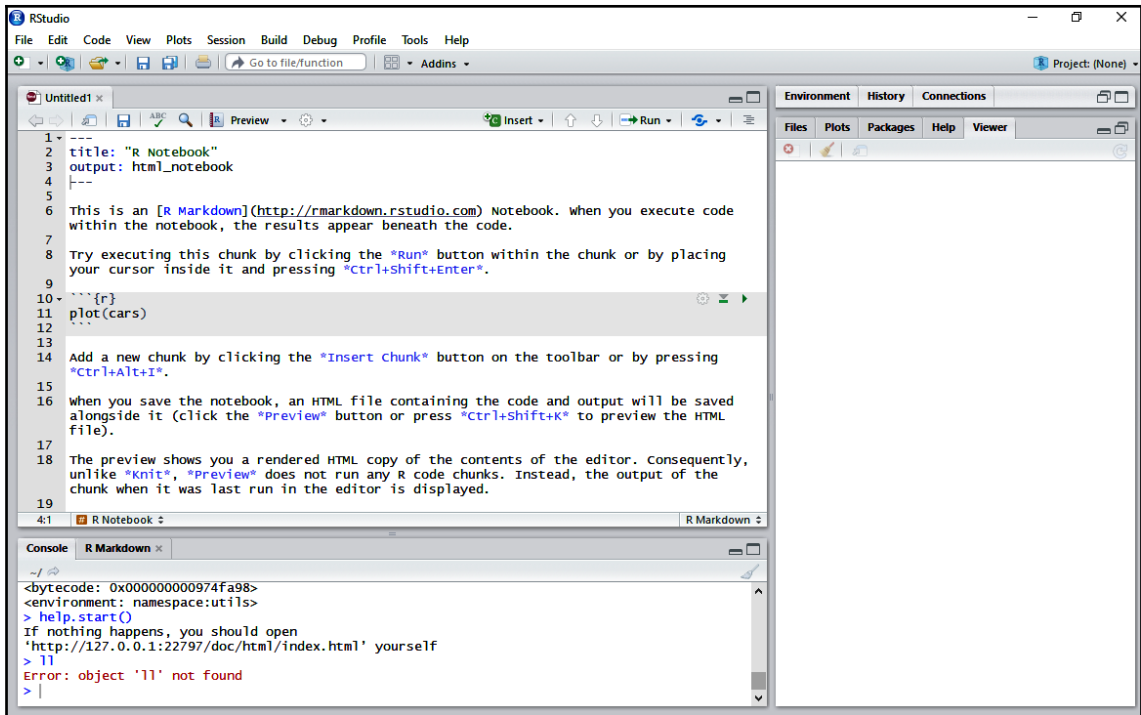 RStudio
File Edit Code View Plots Session Build Debug Profile Tools Help
Go to file/function Addins Project: (None)
Untitled1
ABC Preview Insert Run
1 ---
2 title: "R Notebook"
3 output: html_notebook
4 ---
5
6 This is an [R Markdown](http://rmarkdown.rstudio.com) Notebook. When you execute code
within the notebook, the results appear beneath the code.
7
8 Try executing this chunk by clicking the *Run* button within the chunk or by placing
your cursor inside it and pressing *Ctrl+Shift+Enter*.
9
10 ```{r}
11 plot(cars)
12 ```
13
14 Add a new chunk by clicking the *Insert Chunk* button on the toolbar or by pressing
*Ctrl+Alt+I*.
15
16 When you save the notebook, an HTML file containing the code and output will be saved
alongside it (click the *Preview* button or press *Ctrl+Shift+K* to preview the HTML
file).
17
18 The preview shows you a rendered HTML copy of the contents of the editor. Consequently,
unlike *Knit*, *Preview* does not run any R code chunks. Instead, the output of the
chunk when it was last run in the editor is displayed.
19
4:1 # R Notebook R Markdown
Console R Markdown
~/
<bytecode: 0x000000000974fa98>
<environment: namespace:utils>
> help.start()
If nothing happens, you should open
‘http://127.0.0.1:22797/doc/html/index.html’ yourself
> ll
Error: object 'll' not found
>
Environment History Connections
Files Plots Packages Help Viewer